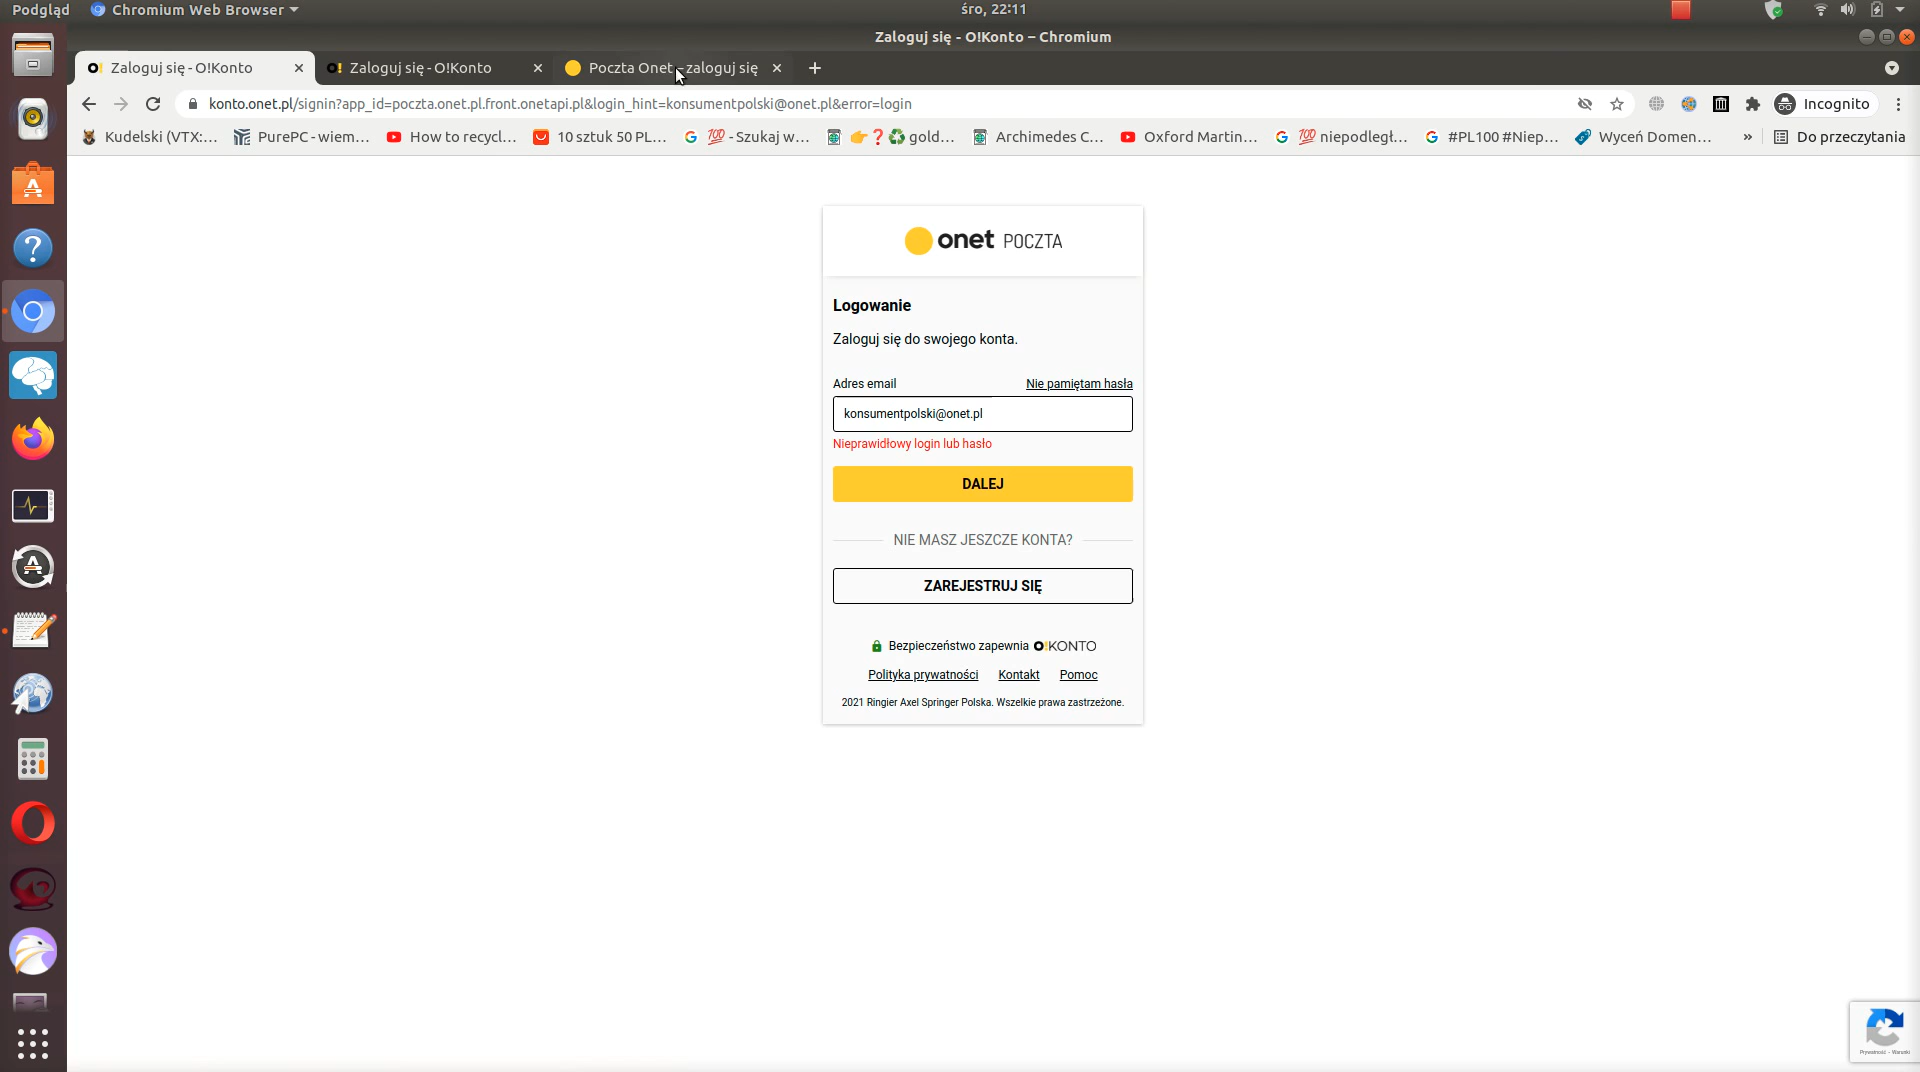 Podgląd
Chromium Web Browser
śro, 22:11
Zaloguj się - O!Konto – Chromium
Zaloguj się - O!Konto
Zaloguj się - O!Konto
Poczta Onet - zaloguj się
konto.onet.pl/signin?app_id=poczta.onet.pl.front.onetapi.pl&login_hint=konsumentpolski@onet.pl&error=login
Incognito
Kudelski (VTX:...
PurePC - wiem...
How to recycl...
10 sztuk 50 PL...
💯 - Szukaj w...
👉❓♻ gold...
Archimedes C...
Oxford Martin...
💯 niepodległ...
#PL100 #Niep...
Wyceń Domen...
»
Do przeczytania
onet POCZTA
Logowanie
Zaloguj się do swojego konta.
Adres email
Nie pamiętam hasła
konsumentpolski@onet.pl
Nieprawidłowy login lub hasło
DALEJ
NIE MASZ JESZCZE KONTA?
ZAREJESTRUJ SIĘ
Bezpieczeństwo zapewnia O!KONTO
Polityka prywatności
Kontakt
Pomoc
2021 Ringier Axel Springer Polska. Wszelkie prawa zastrzeżone.
Prywatność - Warunki